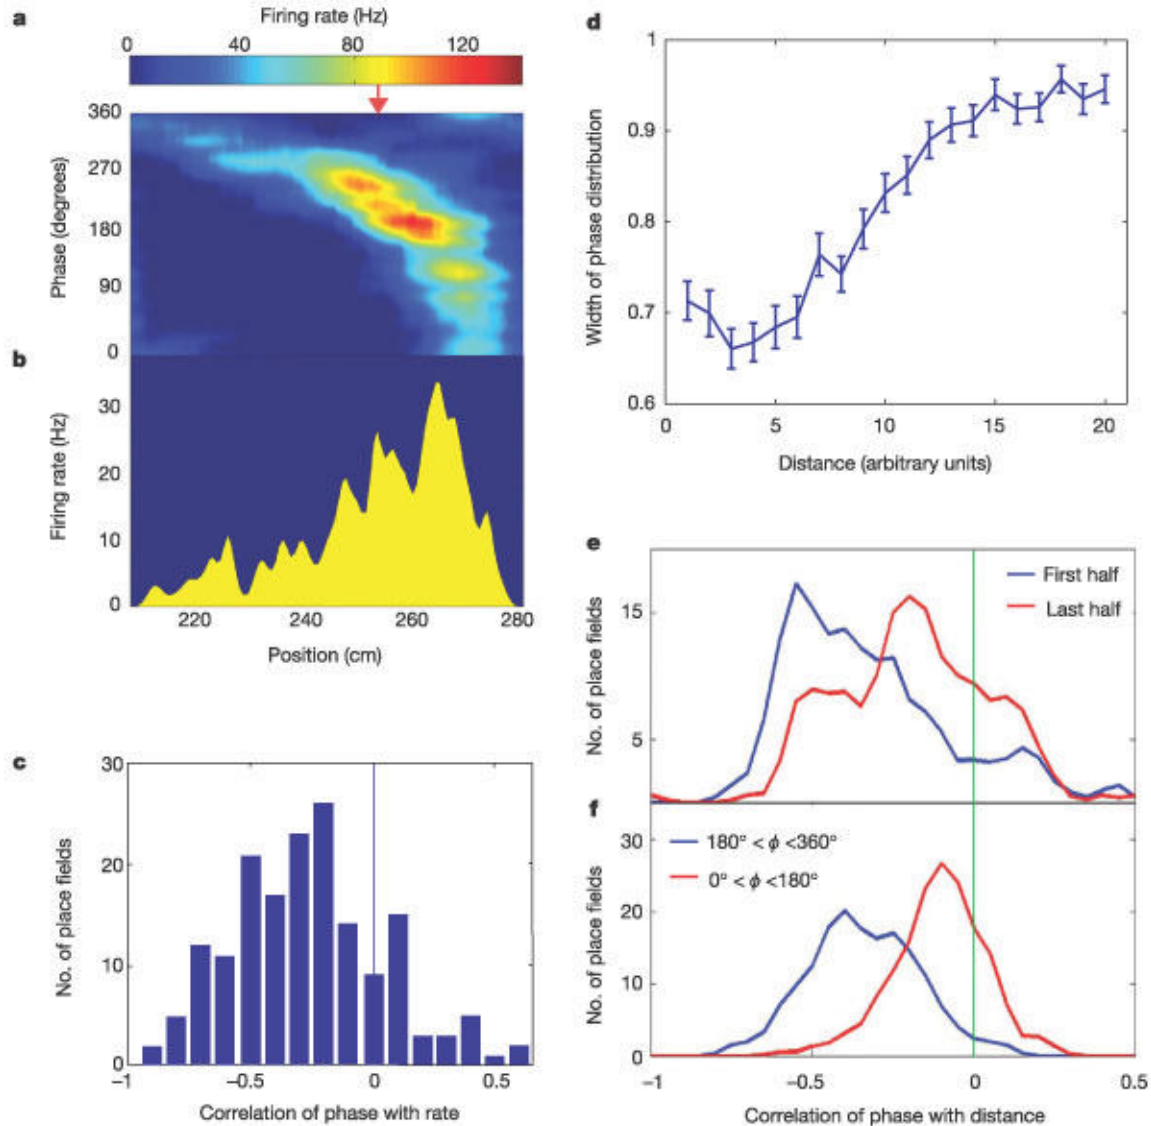 a
Firing rate (Hz)
0 40 80 120
Phase (degrees)
360
270
180
90
0
b
Firing rate (Hz)
30
20
10
0
220 240 260 280
Position (cm)
c
No. of place fields
30
20
10
0
−1 −0.5 0 0.5
Correlation of phase with rate
d
Width of phase distribution
1
0.9
0.8
0.7
0.6
0 5 10 15 20
Distance (arbitrary units)
e
No. of place fields
15
5
First half
Last half
f
No. of place fields
30
20
10
0
180° < ϕ <360°
0° < ϕ <180°
−1 −0.5 0 0.5
Correlation of phase with distance